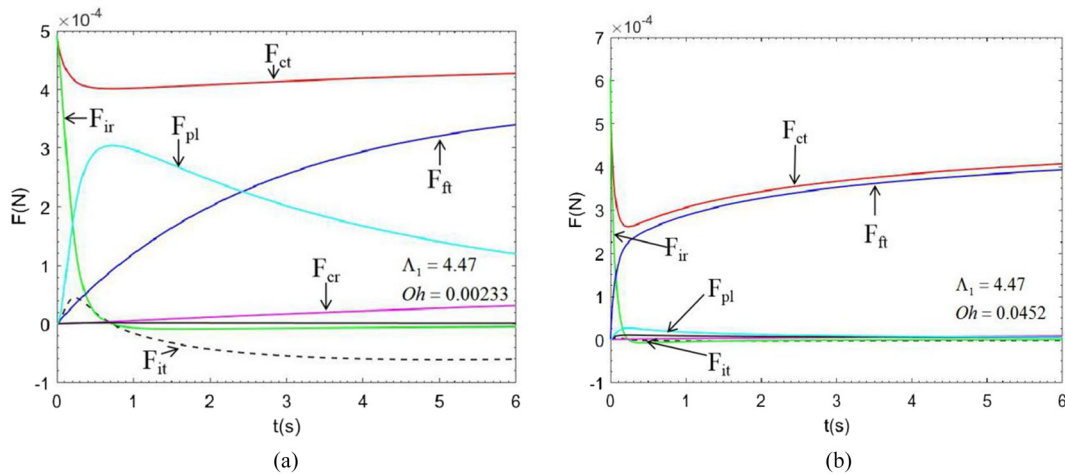 (a)
×10⁻⁴
5
4
3
2
1
0
-1
F(N)
F_ct
F_ir
F_pl
F_ft
F_cr
F_it
Λ₁ = 4.47
Oh = 0.00233
0 1 2 3 4 5 6
t(s)
(a)
(b)
×10⁻⁴
7
6
5
4
3
2
1
0
-1
F(N)
F_ct
F_ft
F_ir
F_pl
F_it
Λ₁ = 4.47
Oh = 0.0452
0 1 2 3 4 5 6
t(s)
(b)